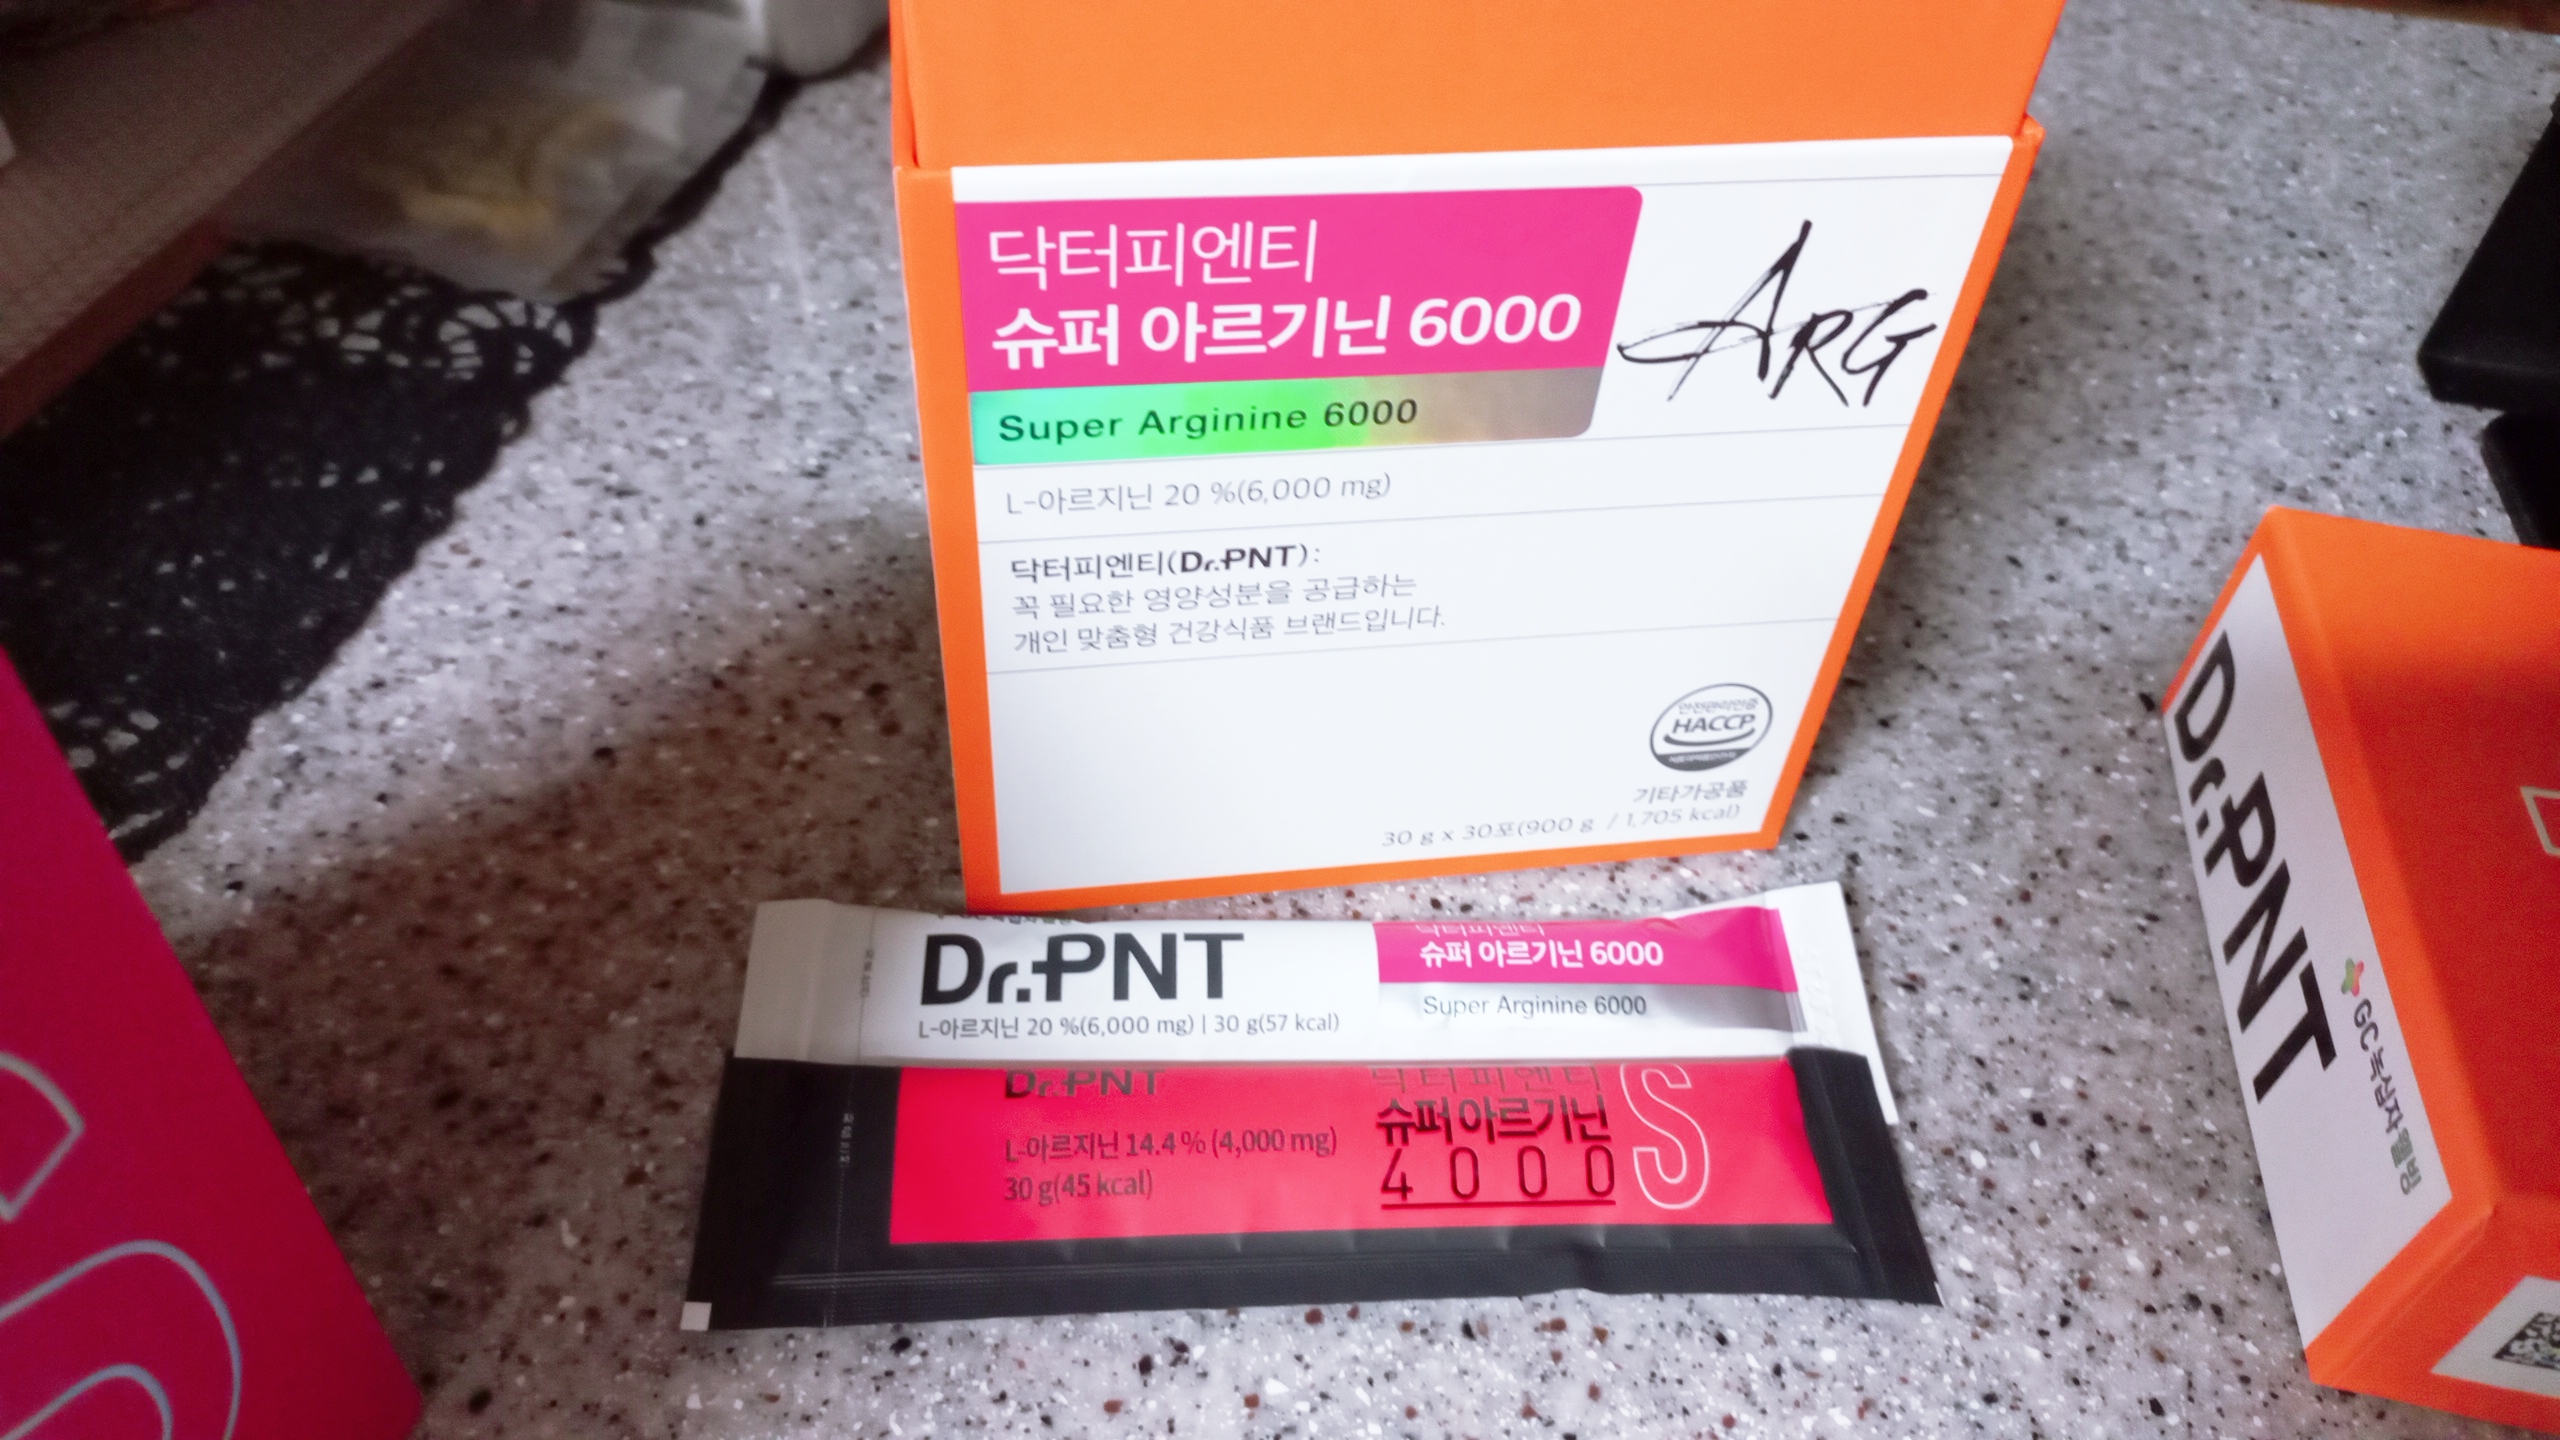 닥터피엔티
슈퍼 아르기닌 6000
Super Arginine 6000
ARG
L-아르지닌 20 %(6,000 mg)
닥터피엔티(Dr.PNT):
꼭 필요한 영양성분을 공급하는
개인 맞춤형 건강식품 브랜드입니다.
안전관리인증
HACCP
기타가공품
30 g x 30포(900 g / 1,705 kcal)
Dr.PNT
L-아르지닌 20 %(6,000 mg) | 30 g(57 kcal)
닥터피엔티
슈퍼 아르기닌 6000
Super Arginine 6000
Dr.PNT
L-아르지닌 14.4 % (4,000 mg)
30 g(45 kcal)
닥터피엔티
슈퍼아르기닌
4000
S
Dr.PNT
GC녹십자웰빙